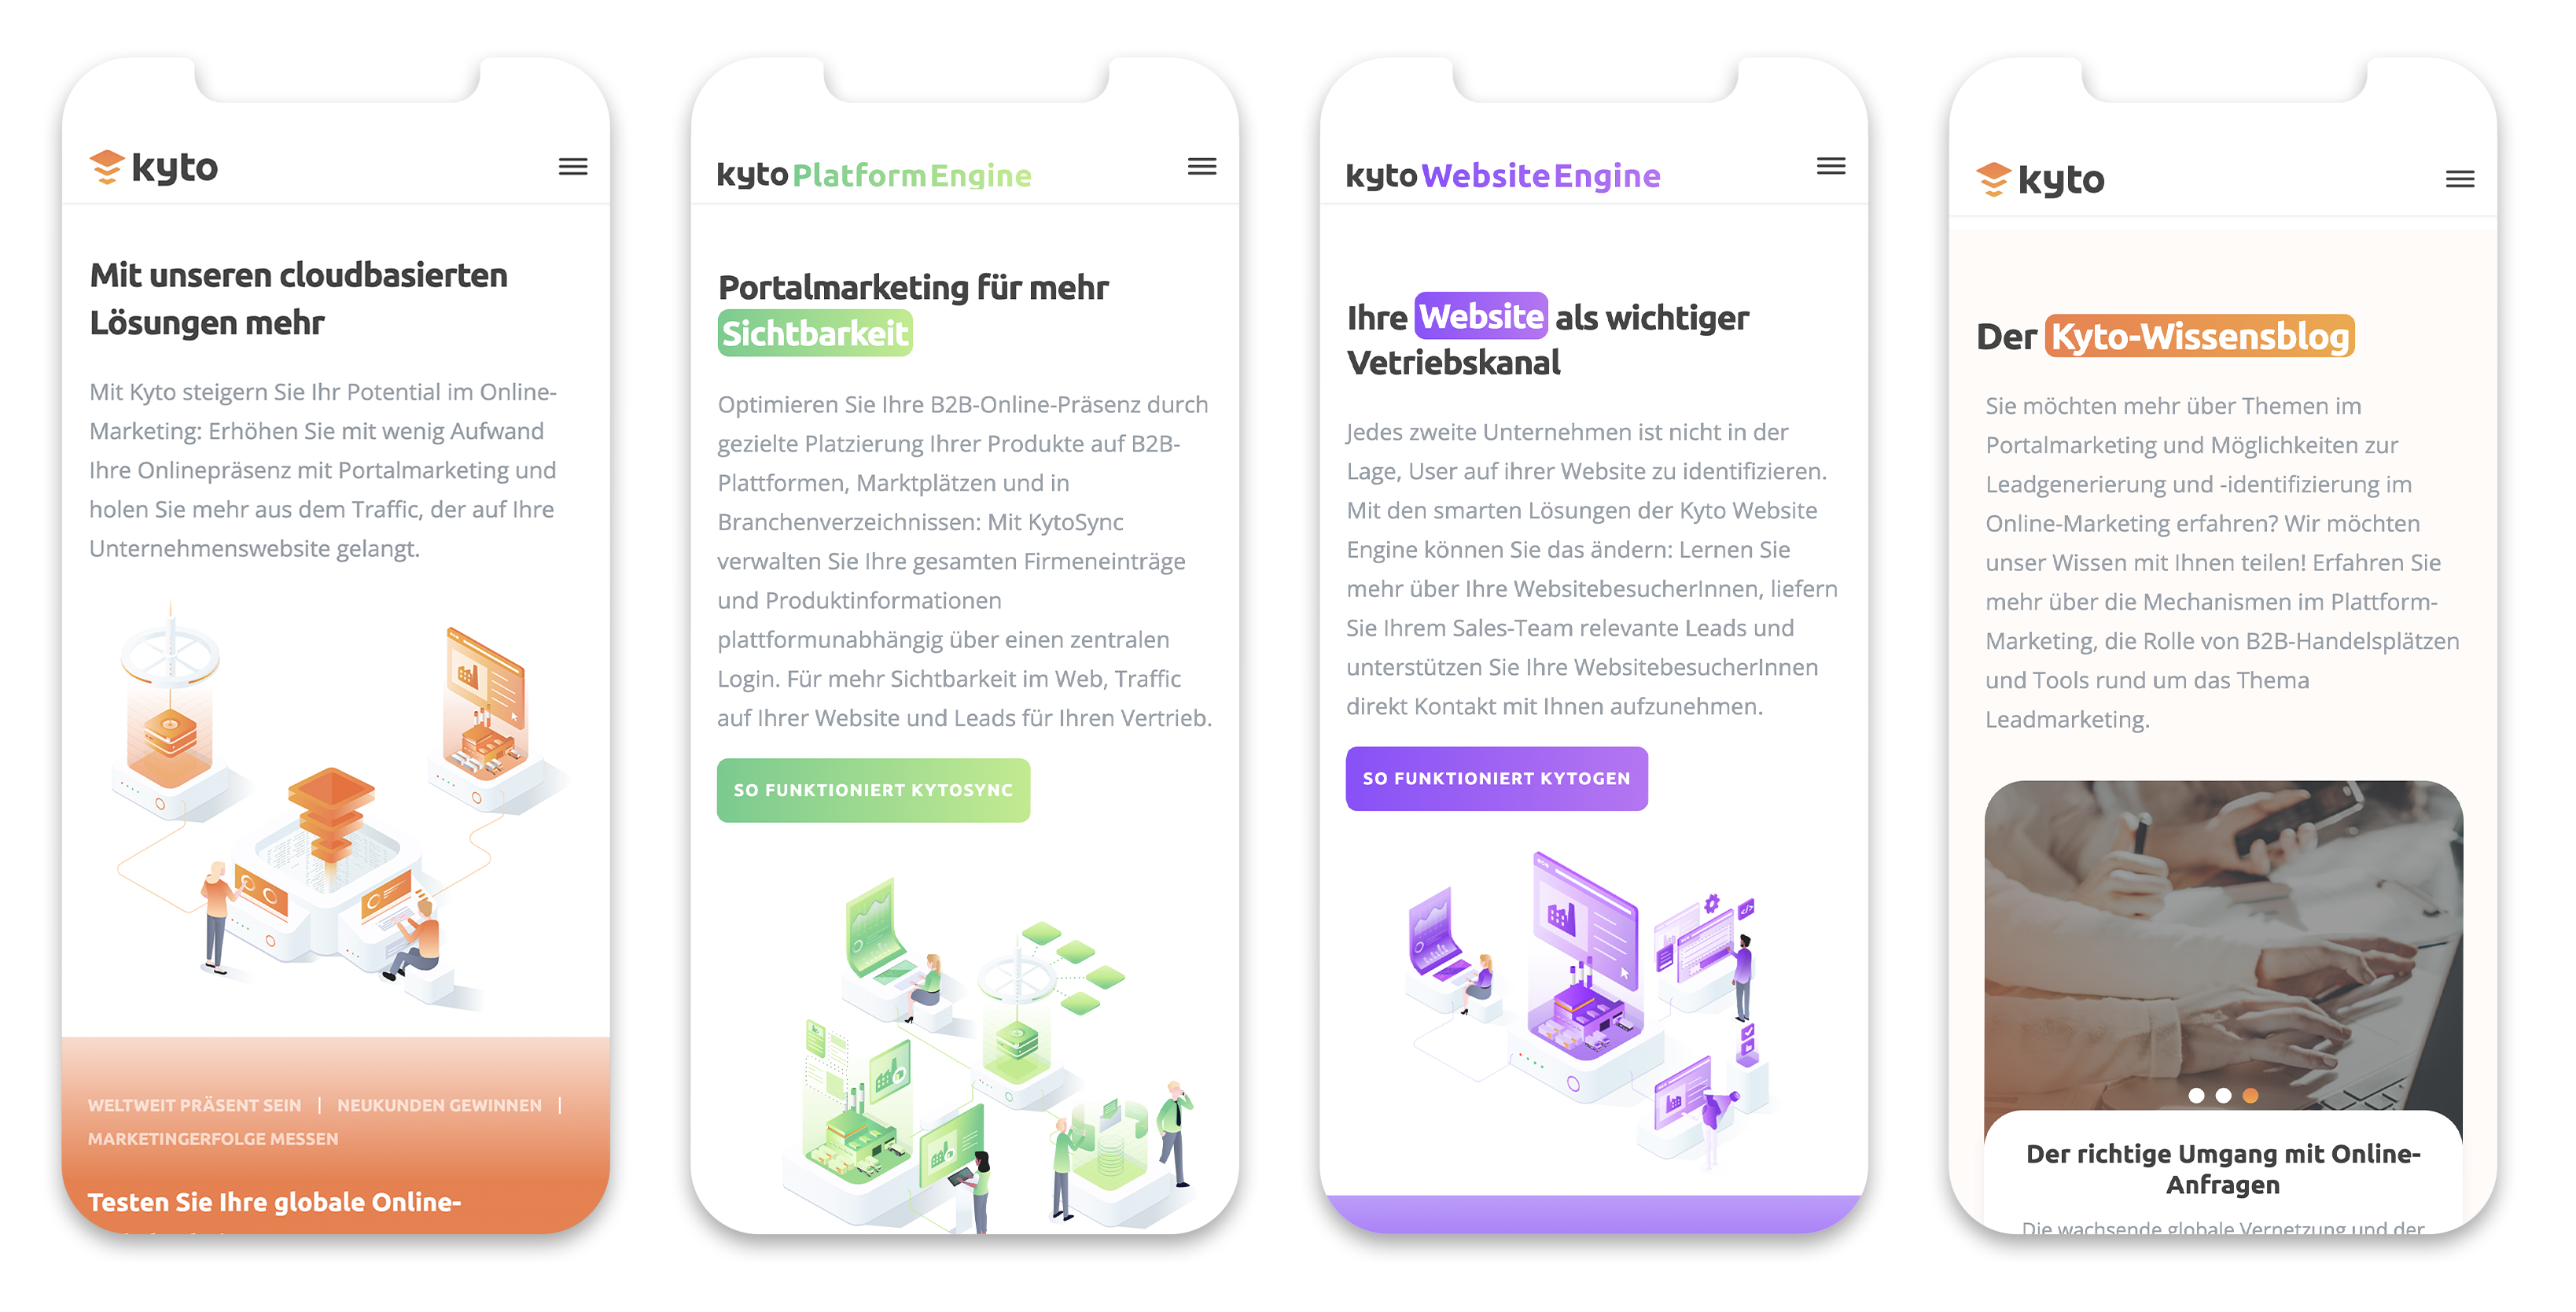 kyto
Mit unseren cloudbasierten
Lösungen mehr
Mit Kyto steigern Sie Ihr Potential im Online-
Marketing: Erhöhen Sie mit wenig Aufwand
Ihre Onlinepräsenz mit Portalmarketing und
holen Sie mehr aus dem Traffic, der auf Ihre
Unternehmenswebsite gelangt.
WELTWEIT PRÄSENT SEIN | NEUKUNDEN GEWINNEN |
MARKETINGERFOLGE MESSEN
Testen Sie Ihre globale Online-
kyto PlatformEngine
Portalmarketing für mehr
Sichtbarkeit
Optimieren Sie Ihre B2B-Online-Präsenz durch
gezielte Platzierung Ihrer Produkte auf B2B-
Plattformen, Marktplätzen und in
Branchenverzeichnissen: Mit KytoSync
verwalten Sie Ihre gesamten Firmeneinträge
und Produktinformationen
plattformunabhängig über einen zentralen
Login. Für mehr Sichtbarkeit im Web, Traffic
auf Ihrer Website und Leads für Ihren Vertrieb.
SO FUNKTIONIERT KYTOSYNC
kyto WebsiteEngine
Ihre Website als wichtiger
Vetriebskanal
Jedes zweite Unternehmen ist nicht in der
Lage, User auf ihrer Website zu identifizieren.
Mit den smarten Lösungen der Kyto Website
Engine können Sie das ändern: Lernen Sie
mehr über Ihre WebsitebesucherInnen, liefern
Sie Ihrem Sales-Team relevante Leads und
unterstützen Sie Ihre WebsitebesucherInnen
direkt Kontakt mit Ihnen aufzunehmen.
SO FUNKTIONIERT KYTOGEN
kyto
Der Kyto-Wissensblog
Sie möchten mehr über Themen im
Portalmarketing und Möglichkeiten zur
Leadgenerierung und -identifizierung im
Online-Marketing erfahren? Wir möchten
unser Wissen mit Ihnen teilen! Erfahren Sie
mehr über die Mechanismen im Plattform-
Marketing, die Rolle von B2B-Handelsplätzen
und Tools rund um das Thema
Leadmarketing.
Der richtige Umgang mit Online-
Anfragen
Die wachsende globale Vernetzung und der